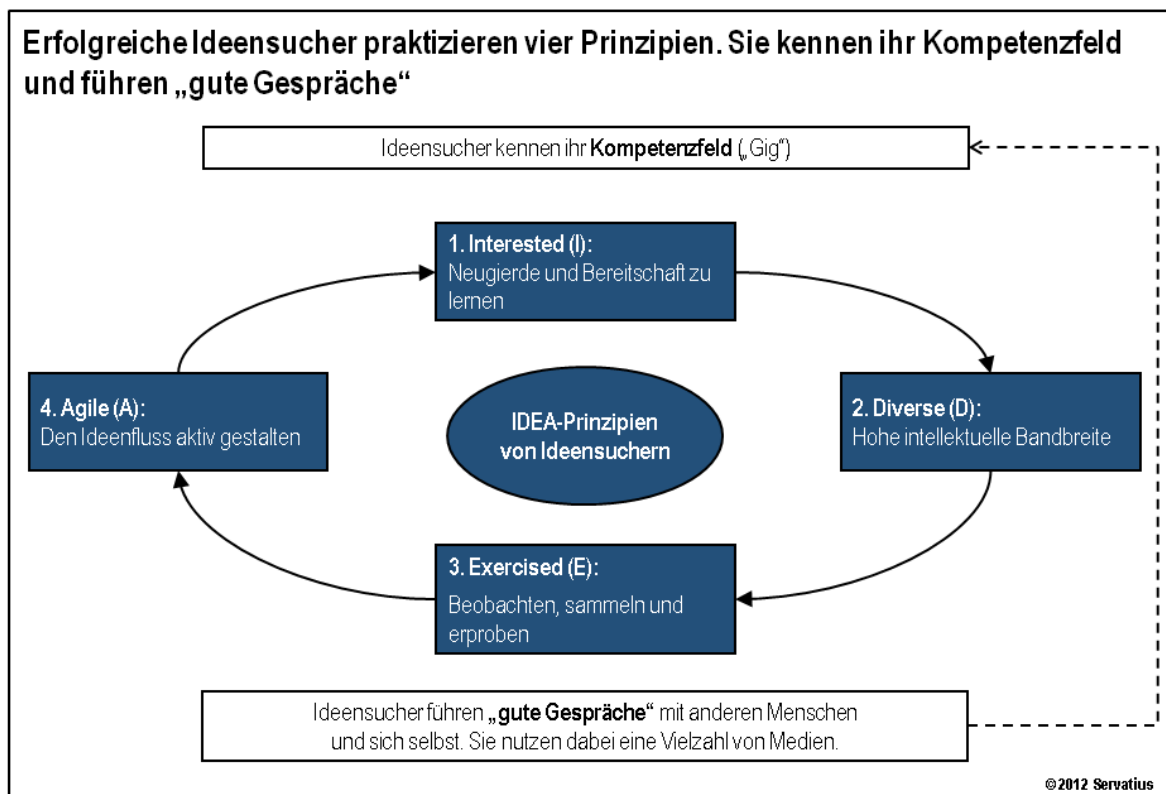 Erfolgreiche Ideensucher praktizieren vier Prinzipien. Sie kennen ihr Kompetenzfeld
und führen „gute Gespräche“
Ideensucher kennen ihr Kompetenzfeld („Gig“)
1. Interested (I):
Neugierde und Bereitschaft zu
lernen
4. Agile (A):
Den Ideenfluss aktiv gestalten
IDEA-Prinzipien
von Ideensuchern
2. Diverse (D):
Hohe intellektuelle Bandbreite
3. Exercised (E):
Beobachten, sammeln und
erproben
Ideensucher führen „gute Gespräche“ mit anderen Menschen
und sich selbst. Sie nutzen dabei eine Vielzahl von Medien.
© 2012 Servatius